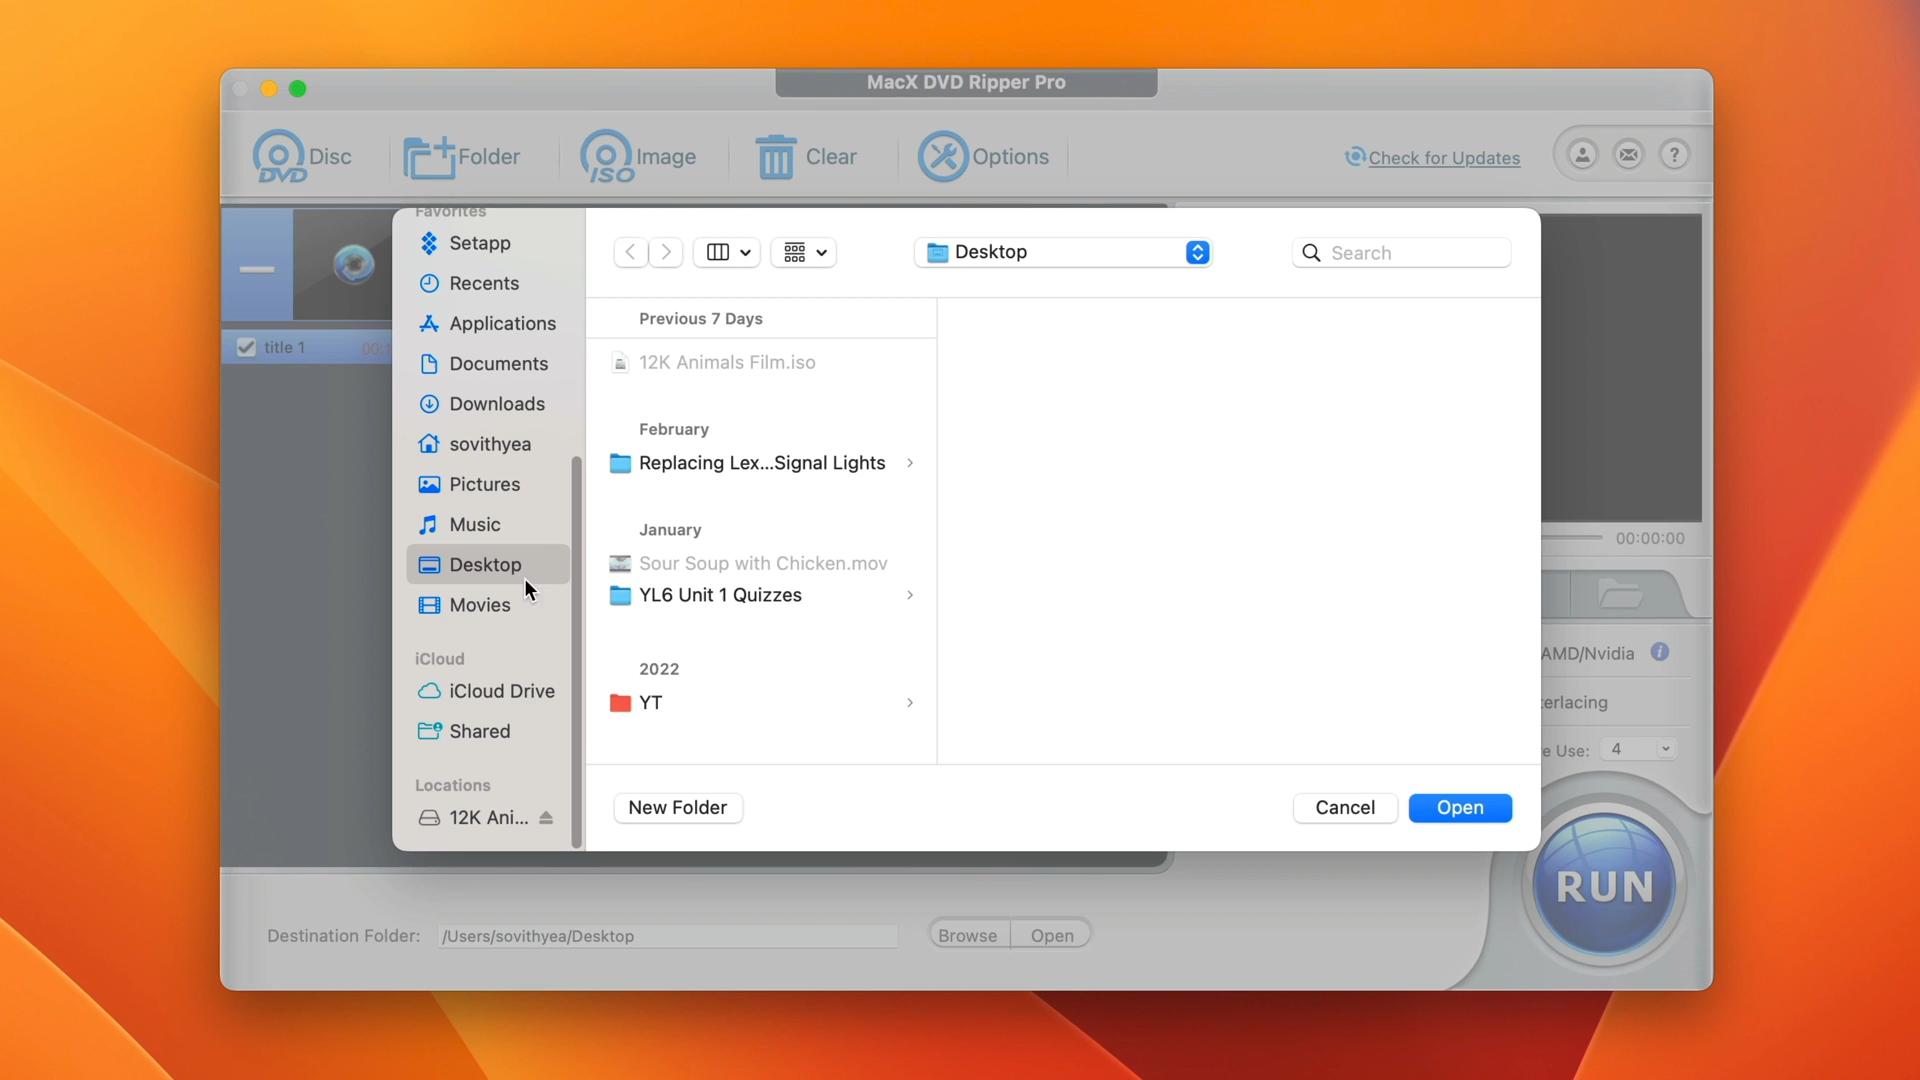 MacX DVD Ripper Pro
DVD Disc
Folder
ISO Image
Clear
Options
Check for Updates
?
Favorites
Setapp
Recents
Applications
Documents
Downloads
sovithyea
Pictures
Music
Desktop
Movies
iCloud
iCloud Drive
Shared
Locations
12K Ani...
title 1
00:1
Desktop
Search
Previous 7 Days
12K Animals Film.iso
February
Replacing Lex...Signal Lights
January
Sour Soup with Chicken.mov
YL6 Unit 1 Quizzes
2022
YT
New Folder
Cancel
Open
00:00:00
AMD/Nvidia
erlacing
e Use: 4
RUN
Destination Folder: /Users/sovithyea/Desktop
Browse
Open